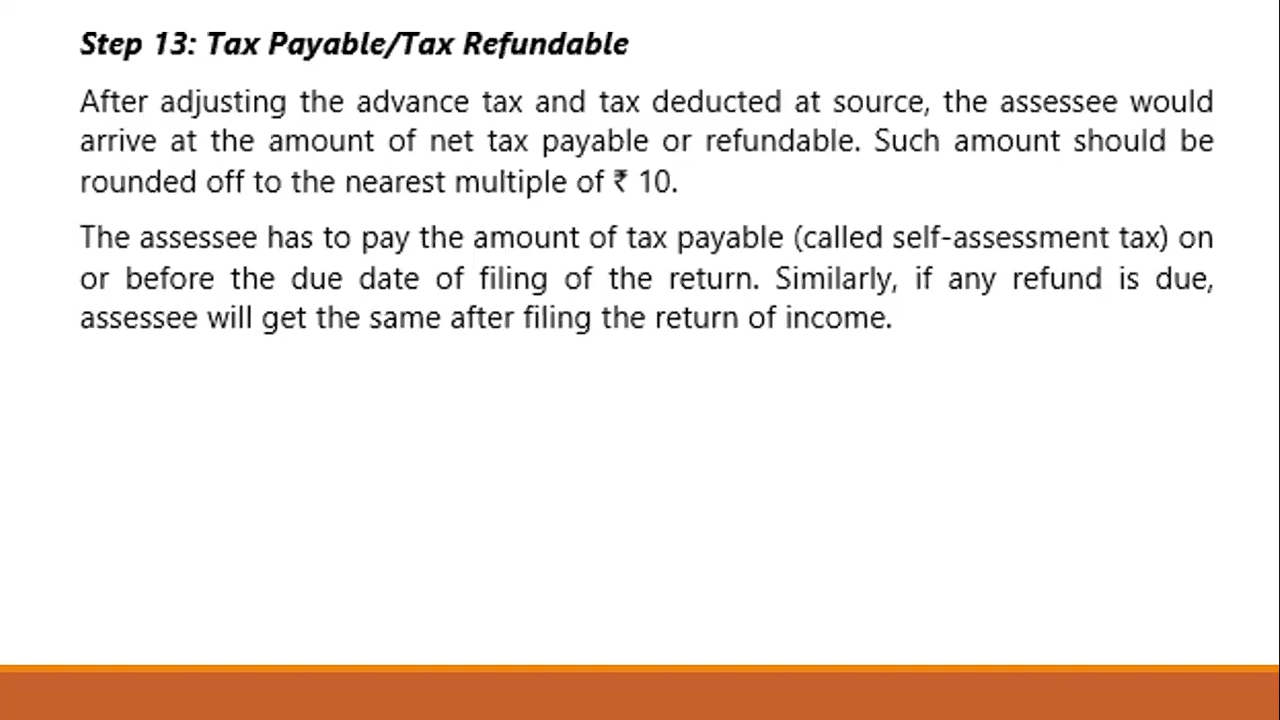 Step 13: Tax Payable/Tax Refundable
After adjusting the advance tax and tax deducted at source, the assessee would
arrive at the amount of net tax payable or refundable. Such amount should be
rounded off to the nearest multiple of ₹ 10.
The assessee has to pay the amount of tax payable (called self-assessment tax) on
or before the due date of filing of the return. Similarly, if any refund is due,
assessee will get the same after filing the return of income.